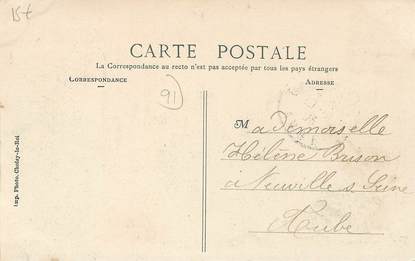 15€
CARTE POSTALE
La Correspondance au recto n'est pas acceptée par tous les pays étrangers
CORRESPONDANCE
ADRESSE
91
Mademoiselle
Hélène Brison
à Neuville s Seine
Aube
Imp. Photo. Choisy-le-Roi